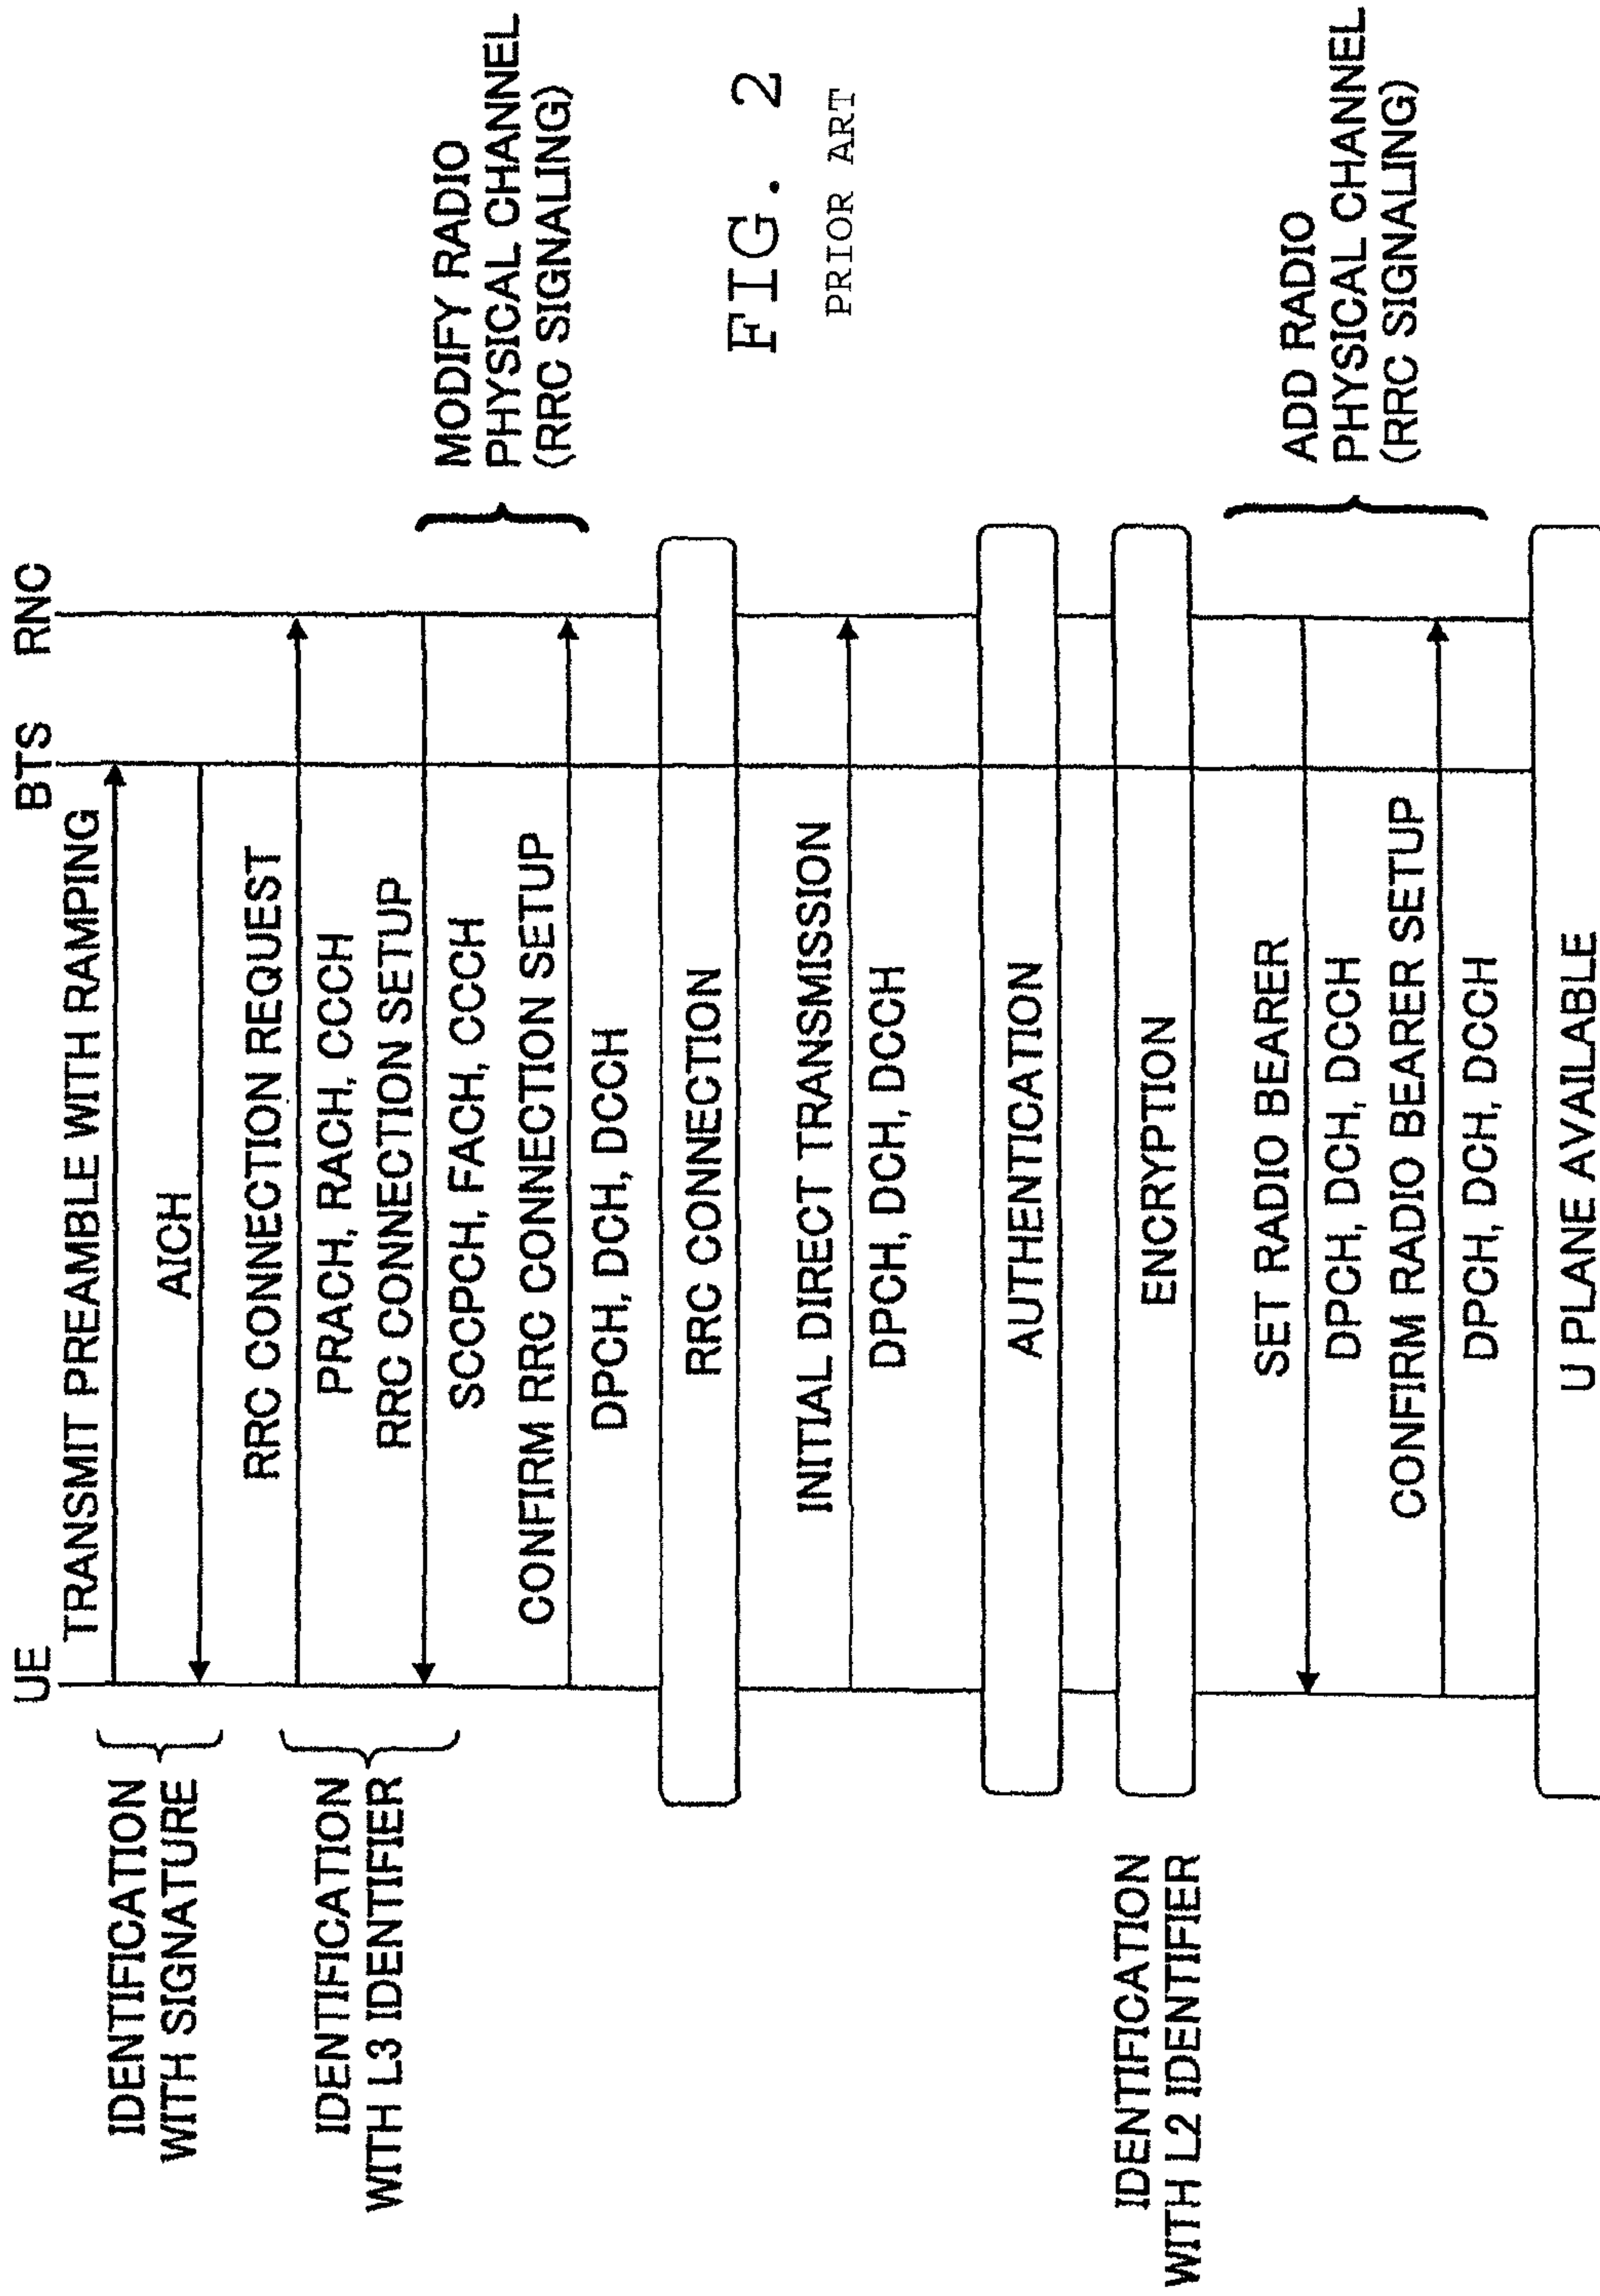 UE
BTS
RNC
TRANSMIT PREAMBLE WITH RAMPING
AICH
IDENTIFICATION
WITH SIGNATURE
RRC CONNECTION REQUEST
PRACH, RACH, CCCH
RRC CONNECTION SETUP
SCCPCH, FACH, CCCH
IDENTIFICATION
WITH L3 IDENTIFIER
CONFIRM RRC CONNECTION SETUP
DPCH, DCH, DCCH
MODIFY RADIO
PHYSICAL CHANNEL
(RRC SIGNALING)
RRC CONNECTION
INITIAL DIRECT TRANSMISSION
DPCH, DCH, DCCH
FIG. 2
PRIOR ART
AUTHENTICATION
ENCRYPTION
IDENTIFICATION
WITH L2 IDENTIFIER
SET RADIO BEARER
DPCH, DCH, DCCH
CONFIRM RADIO BEARER SETUP
DPCH, DCH, DCCH
ADD RADIO
PHYSICAL CHANNEL
(RRC SIGNALING)
U PLANE AVAILABLE